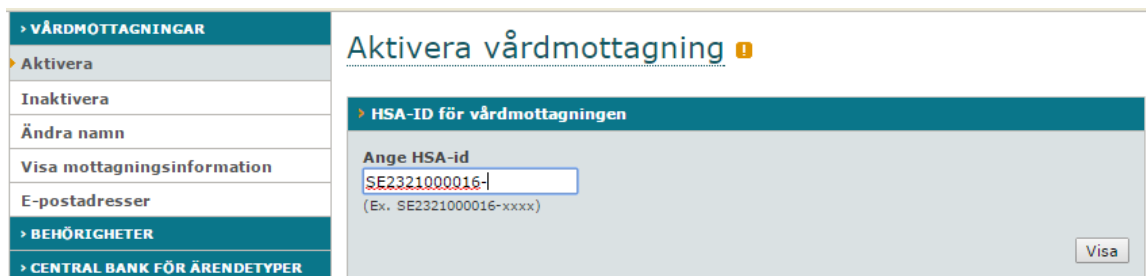 › VÅRDMOTTAGNINGAR
Aktivera
Inaktivera
Ändra namn
Visa mottagningsinformation
E-postadresser
› BEHÖRIGHETER
› CENTRAL BANK FÖR ÄRENDETYPER
Aktivera vårdmottagning !
› HSA-ID för vårdmottagningen
Ange HSA-id
SE2321000016-
(Ex. SE2321000016-xxxx)
Visa